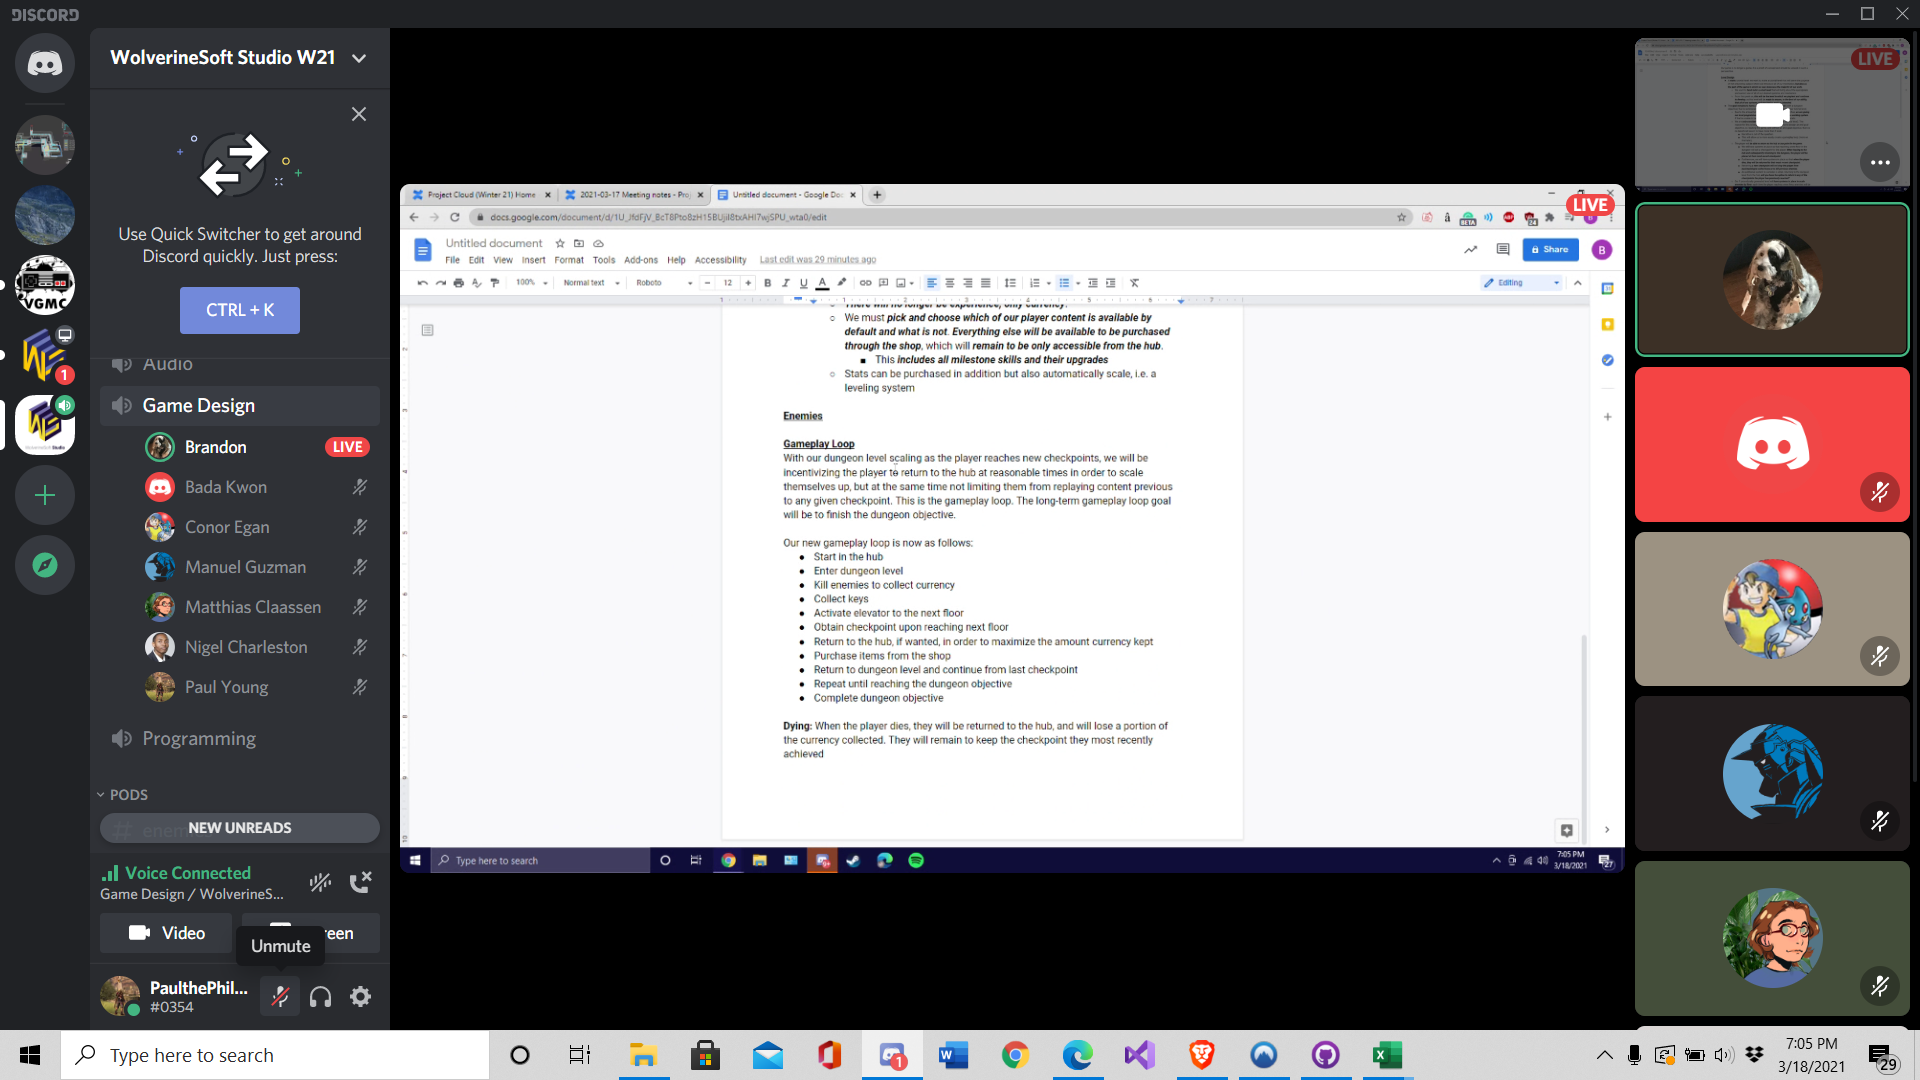 DISCORD
WolverineSoft Studio W21
Use Quick Switcher to get around
Discord quickly. Just press:
CTRL + K
VGMC
1
Audio
Game Design
Brandon
LIVE
Bada Kwon
Conor Egan
Manuel Guzman
Matthias Claassen
Nigel Charleston
Paul Young
Programming
PODS
NEW UNREADS
Voice Connected
Game Design / WolverineS...
Video
reen
Unmute
PaulthePhil...
#0354
Project Cloud (Winter 21) Home
2021-03-17 Meeting notes - Proj
Untitled document - Google Doc
LIVE
Untitled document
File Edit View Insert Format Tools Add-ons Help Accessibility
Last edit was 29 minutes ago
Share
B
100%
Normal text
Roboto
12
Editing
There will no longer be experience, only currency.
We must pick and choose which of our player content is available by
default and what is not. Everything else will be available to be purchased
through the shop, which will remain to be only accessible from the hub.
This includes all milestone skills and their upgrades
Stats can be purchased in addition but also automatically scale, i.e. a
leveling system
Enemies
Gameplay Loop
With our dungeon level scaling as the player reaches new checkpoints, we will be
incentivizing the player to return to the hub at reasonable times in order to scale
themselves up, but at the same time not limiting them from replaying content previous
to any given checkpoint. This is the gameplay loop. The long-term gameplay loop goal
will be to finish the dungeon objective.
Our new gameplay loop is now as follows:
Start in the hub
Enter dungeon level
Kill enemies to collect currency
Collect keys
Activate elevator to the next floor
Obtain checkpoint upon reaching next floor
Return to the hub, if wanted, in order to maximize the amount currency kept
Purchase items from the shop
Return to dungeon level and continue from last checkpoint
Repeat until reaching the dungeon objective
Complete dungeon objective
Dying: When the player dies, they will be returned to the hub, and will lose a portion of
the currency collected. They will remain to keep the checkpoint they most recently
achieved
Type here to search
7:05 PM
3/18/2021
27
LIVE
Type here to search
1
7:05 PM
3/18/2021
29